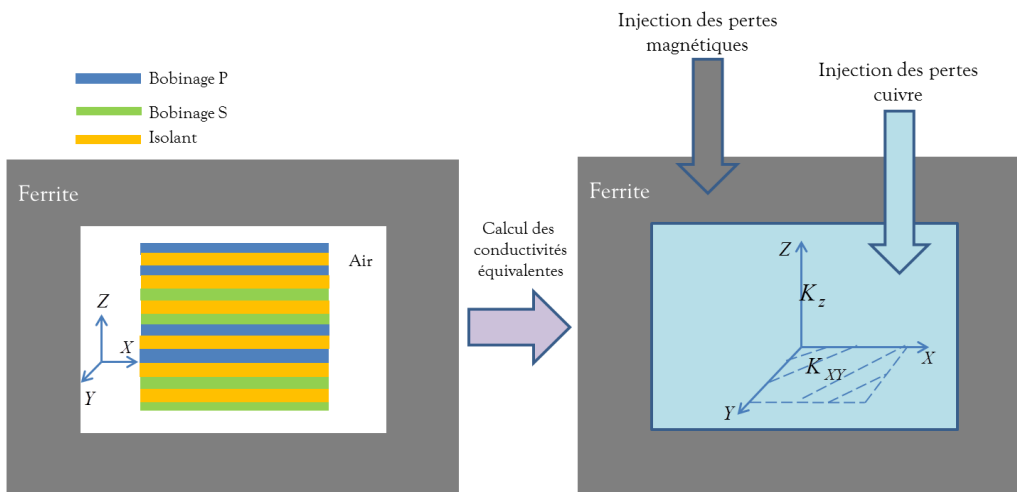 Injection des pertes
magnétiques
Injection des pertes
cuivre
Bobinage P
Bobinage S
Isolant
Ferrite
Air
Z
X
Y
Calcul des
conductivités
équivalentes
Ferrite
Z
K_z
X
K_XY
Y